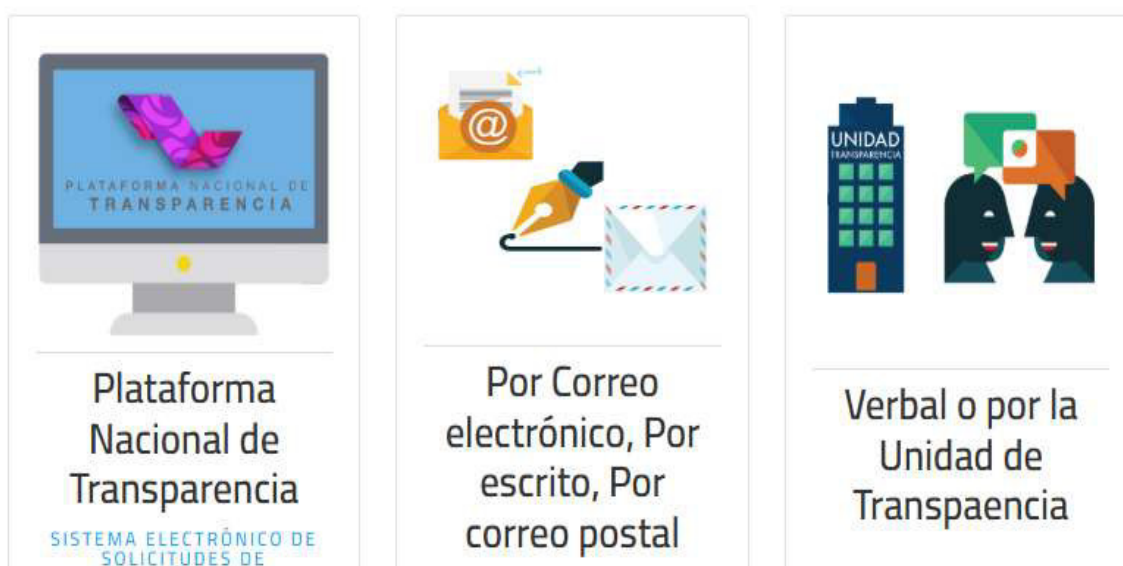 PLATAFORMA NACIONAL DE
TRANSPARENCIA
Plataforma
Nacional de
Transparencia
SISTEMA ELECTRÓNICO DE
SOLICITUDES DE
@
Por Correo
electrónico, Por
escrito, Por
correo postal
UNIDAD
TRANSPARENCIA
Verbal o por la
Unidad de
Transpaencia